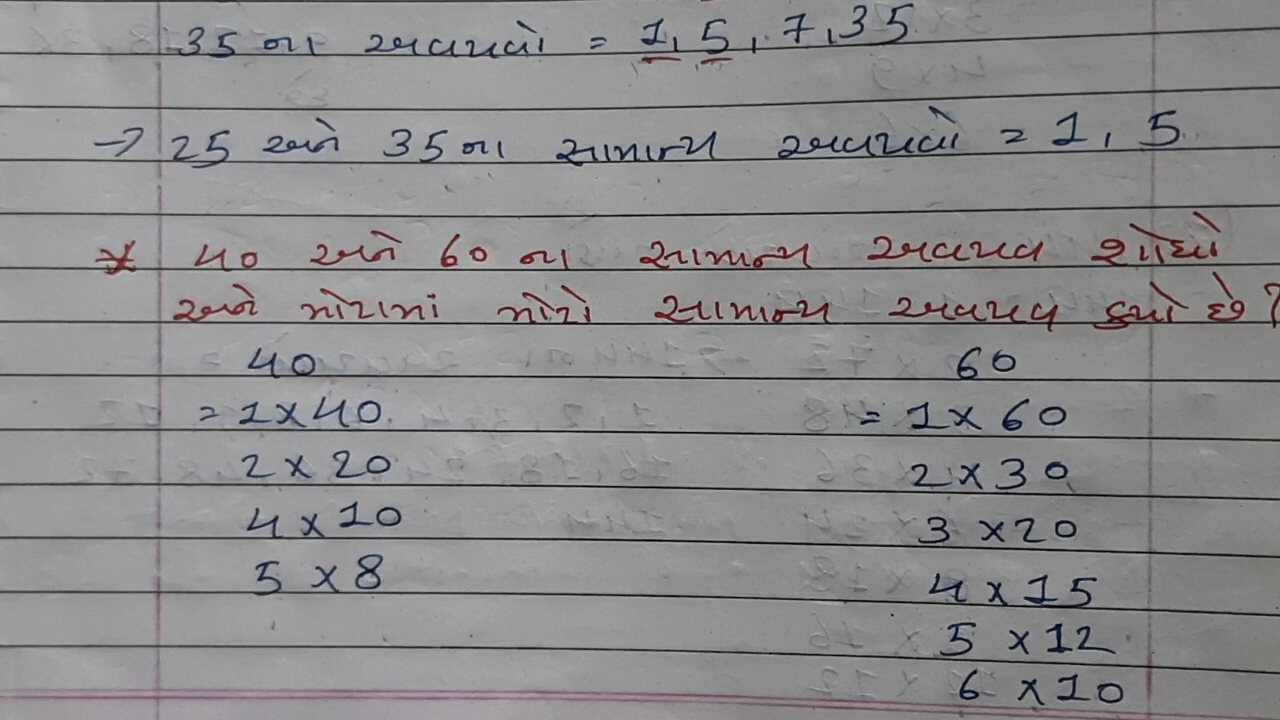 35 ના અવયવો = 1, 5, 7, 35
→ 25 અને 35 ના સામાન્ય અવયવો = 1, 5
* 40 અને 60 ના સામાન્ય અવયવ શોધો
અને મોટામાં મોટો સામાન્ય અવયવ કયો છે?
40 60
= 1 × 40 = 1 × 60
2 × 20 2 × 30
4 × 10 3 × 20
5 × 8 4 × 15
5 × 12
6 × 10